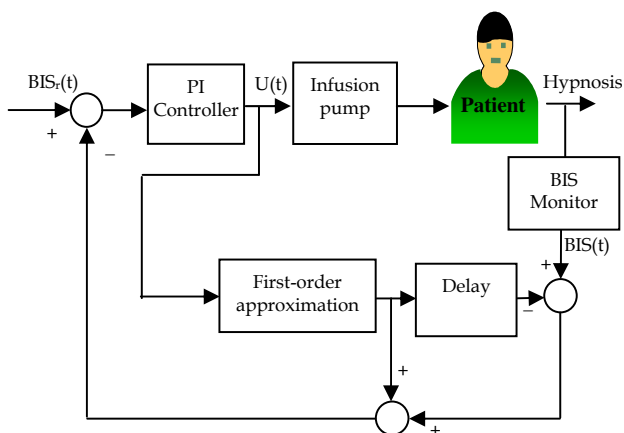 BISr(t)
+
−
PI
Controller
U(t)
Infusion
pump
Patient
Hypnosis
BIS
Monitor
BIS(t)
+
First-order
approximation
Delay
−
+
+